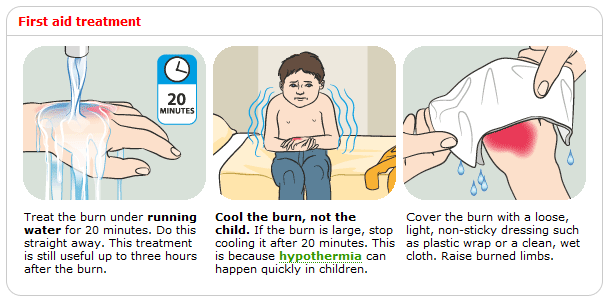 First aid treatment
20
MINUTES
Treat the burn under running
water for 20 minutes. Do this
straight away. This treatment
is still useful up to three hours
after the burn.
Cool the burn, not the
child. If the burn is large, stop
cooling it after 20 minutes. This
is because hypothermia can
happen quickly in children.
Cover the burn with a loose,
light, non-sticky dressing such
as plastic wrap or a clean, wet
cloth. Raise burned limbs.